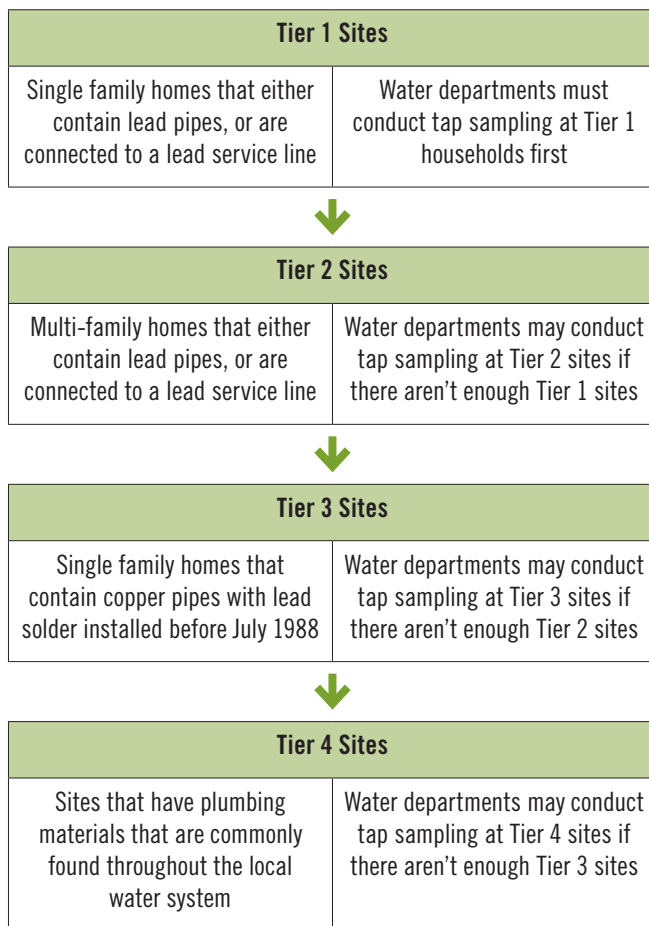 Tier 1 Sites
Single family homes that either
contain lead pipes, or are
connected to a lead service line
Water departments must
conduct tap sampling at Tier 1
households first
Tier 2 Sites
Multi-family homes that either
contain lead pipes, or are
connected to a lead service line
Water departments may conduct
tap sampling at Tier 2 sites if
there aren’t enough Tier 1 sites
Tier 3 Sites
Single family homes that
contain copper pipes with lead
solder installed before July 1988
Water departments may conduct
tap sampling at Tier 3 sites if
there aren’t enough Tier 2 sites
Tier 4 Sites
Sites that have plumbing
materials that are commonly
found throughout the local
water system
Water departments may conduct
tap sampling at Tier 4 sites if
there aren’t enough Tier 3 sites